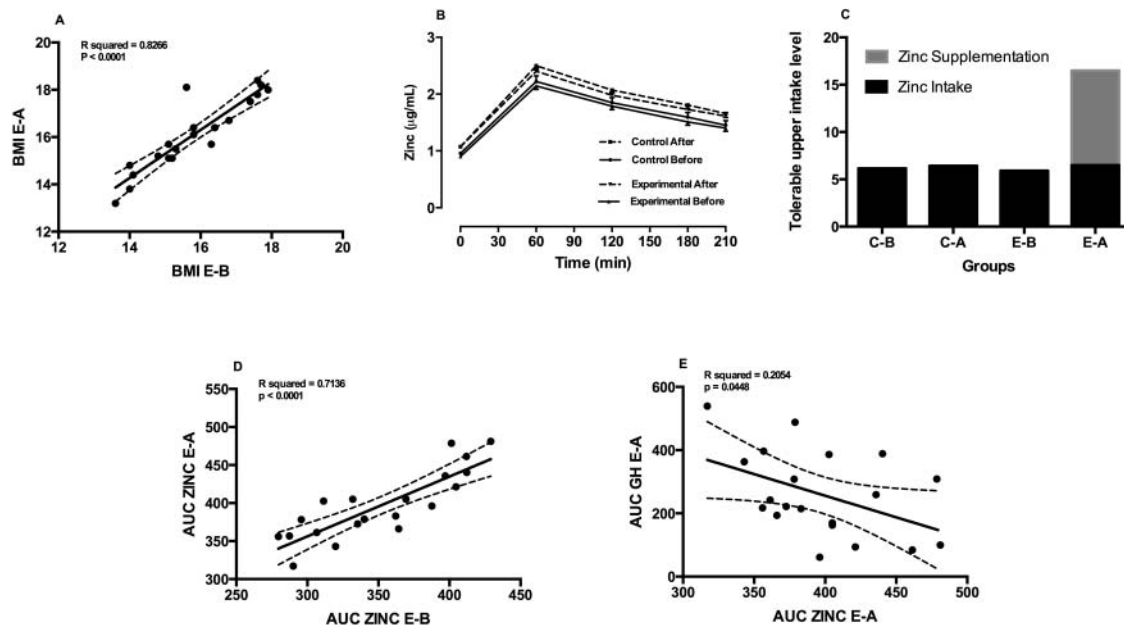 A
R squared = 0.8266
P < 0.0001
BMI E-A
20
18
16
14
12
12 14 16 18 20
BMI E-B
B
Zinc (µg/mL)
3
2
1
0
Control After
Control Before
Experimental After
Experimental Before
0 30 60 90 120 150 180 210
Time (min)
C
Tolerable upper intake level
20
15
10
5
0
Zinc Supplementation
Zinc Intake
C-B C-A E-B E-A
Groups
D
R squared = 0.7136
p < 0.0001
AUC ZINC E-A
550
500
450
400
350
300
250 300 350 400 450
AUC ZINC E-B
E
R squared = 0.2054
p = 0.0448
AUC GH E-A
600
400
200
0
300 350 400 450 500
AUC ZINC E-A